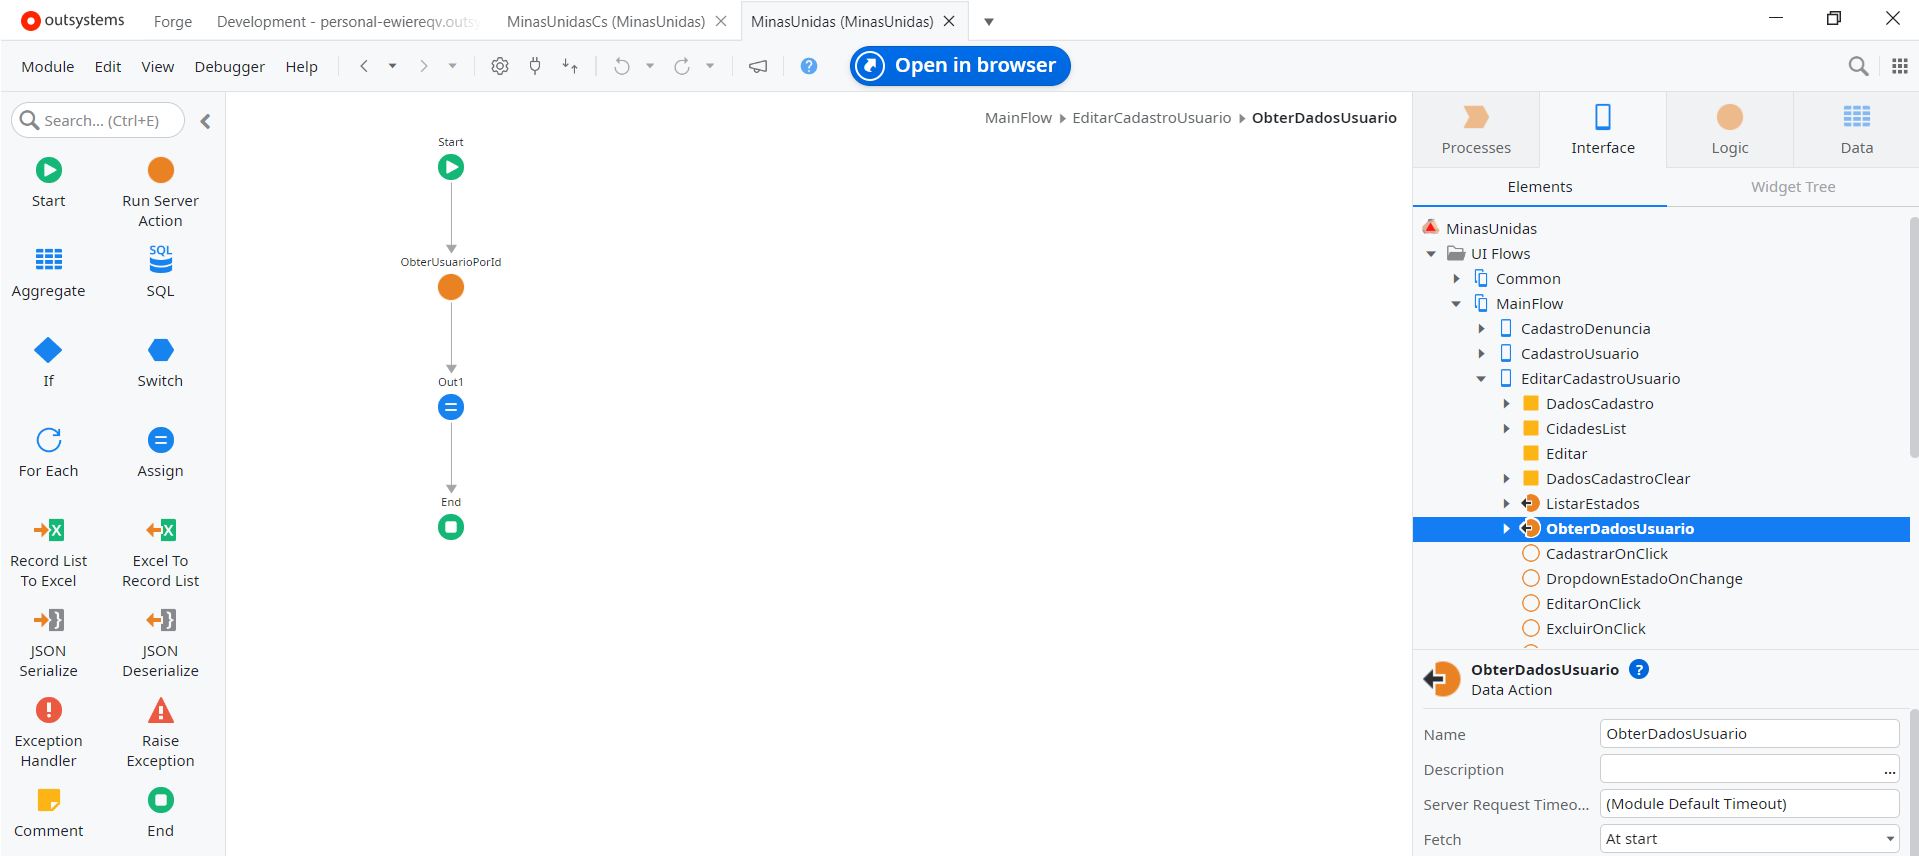 outsystems Forge Development - personal-ewiereqv.outsy MinasUnidasCs (MinasUnidas) MinasUnidas (MinasUnidas)
Module Edit View Debugger Help Open in browser
Search... (Ctrl+E)
Start
Run Server
Action
Aggregate
SQL
SQL
If
Switch
For Each
Assign
Record List
To Excel
Excel To
Record List
JSON
Serialize
JSON
Deserialize
Exception
Handler
Raise
Exception
Comment
End
MainFlow EditarCadastroUsuario ObterDadosUsuario
Start
ObterUsuarioPorId
Out1
End
Processes
Interface
Logic
Data
Elements
Widget Tree
MinasUnidas
UI Flows
Common
MainFlow
CadastroDenuncia
CadastroUsuario
EditarCadastroUsuario
DadosCadastro
CidadesList
Editar
DadosCadastroClear
ListarEstados
ObterDadosUsuario
CadastrarOnClick
DropdownEstadoOnChange
EditarOnClick
ExcluirOnClick
ObterDadosUsuario
Data Action
Name ObterDadosUsuario
Description ...
Server Request Timeo... (Module Default Timeout)
Fetch At start